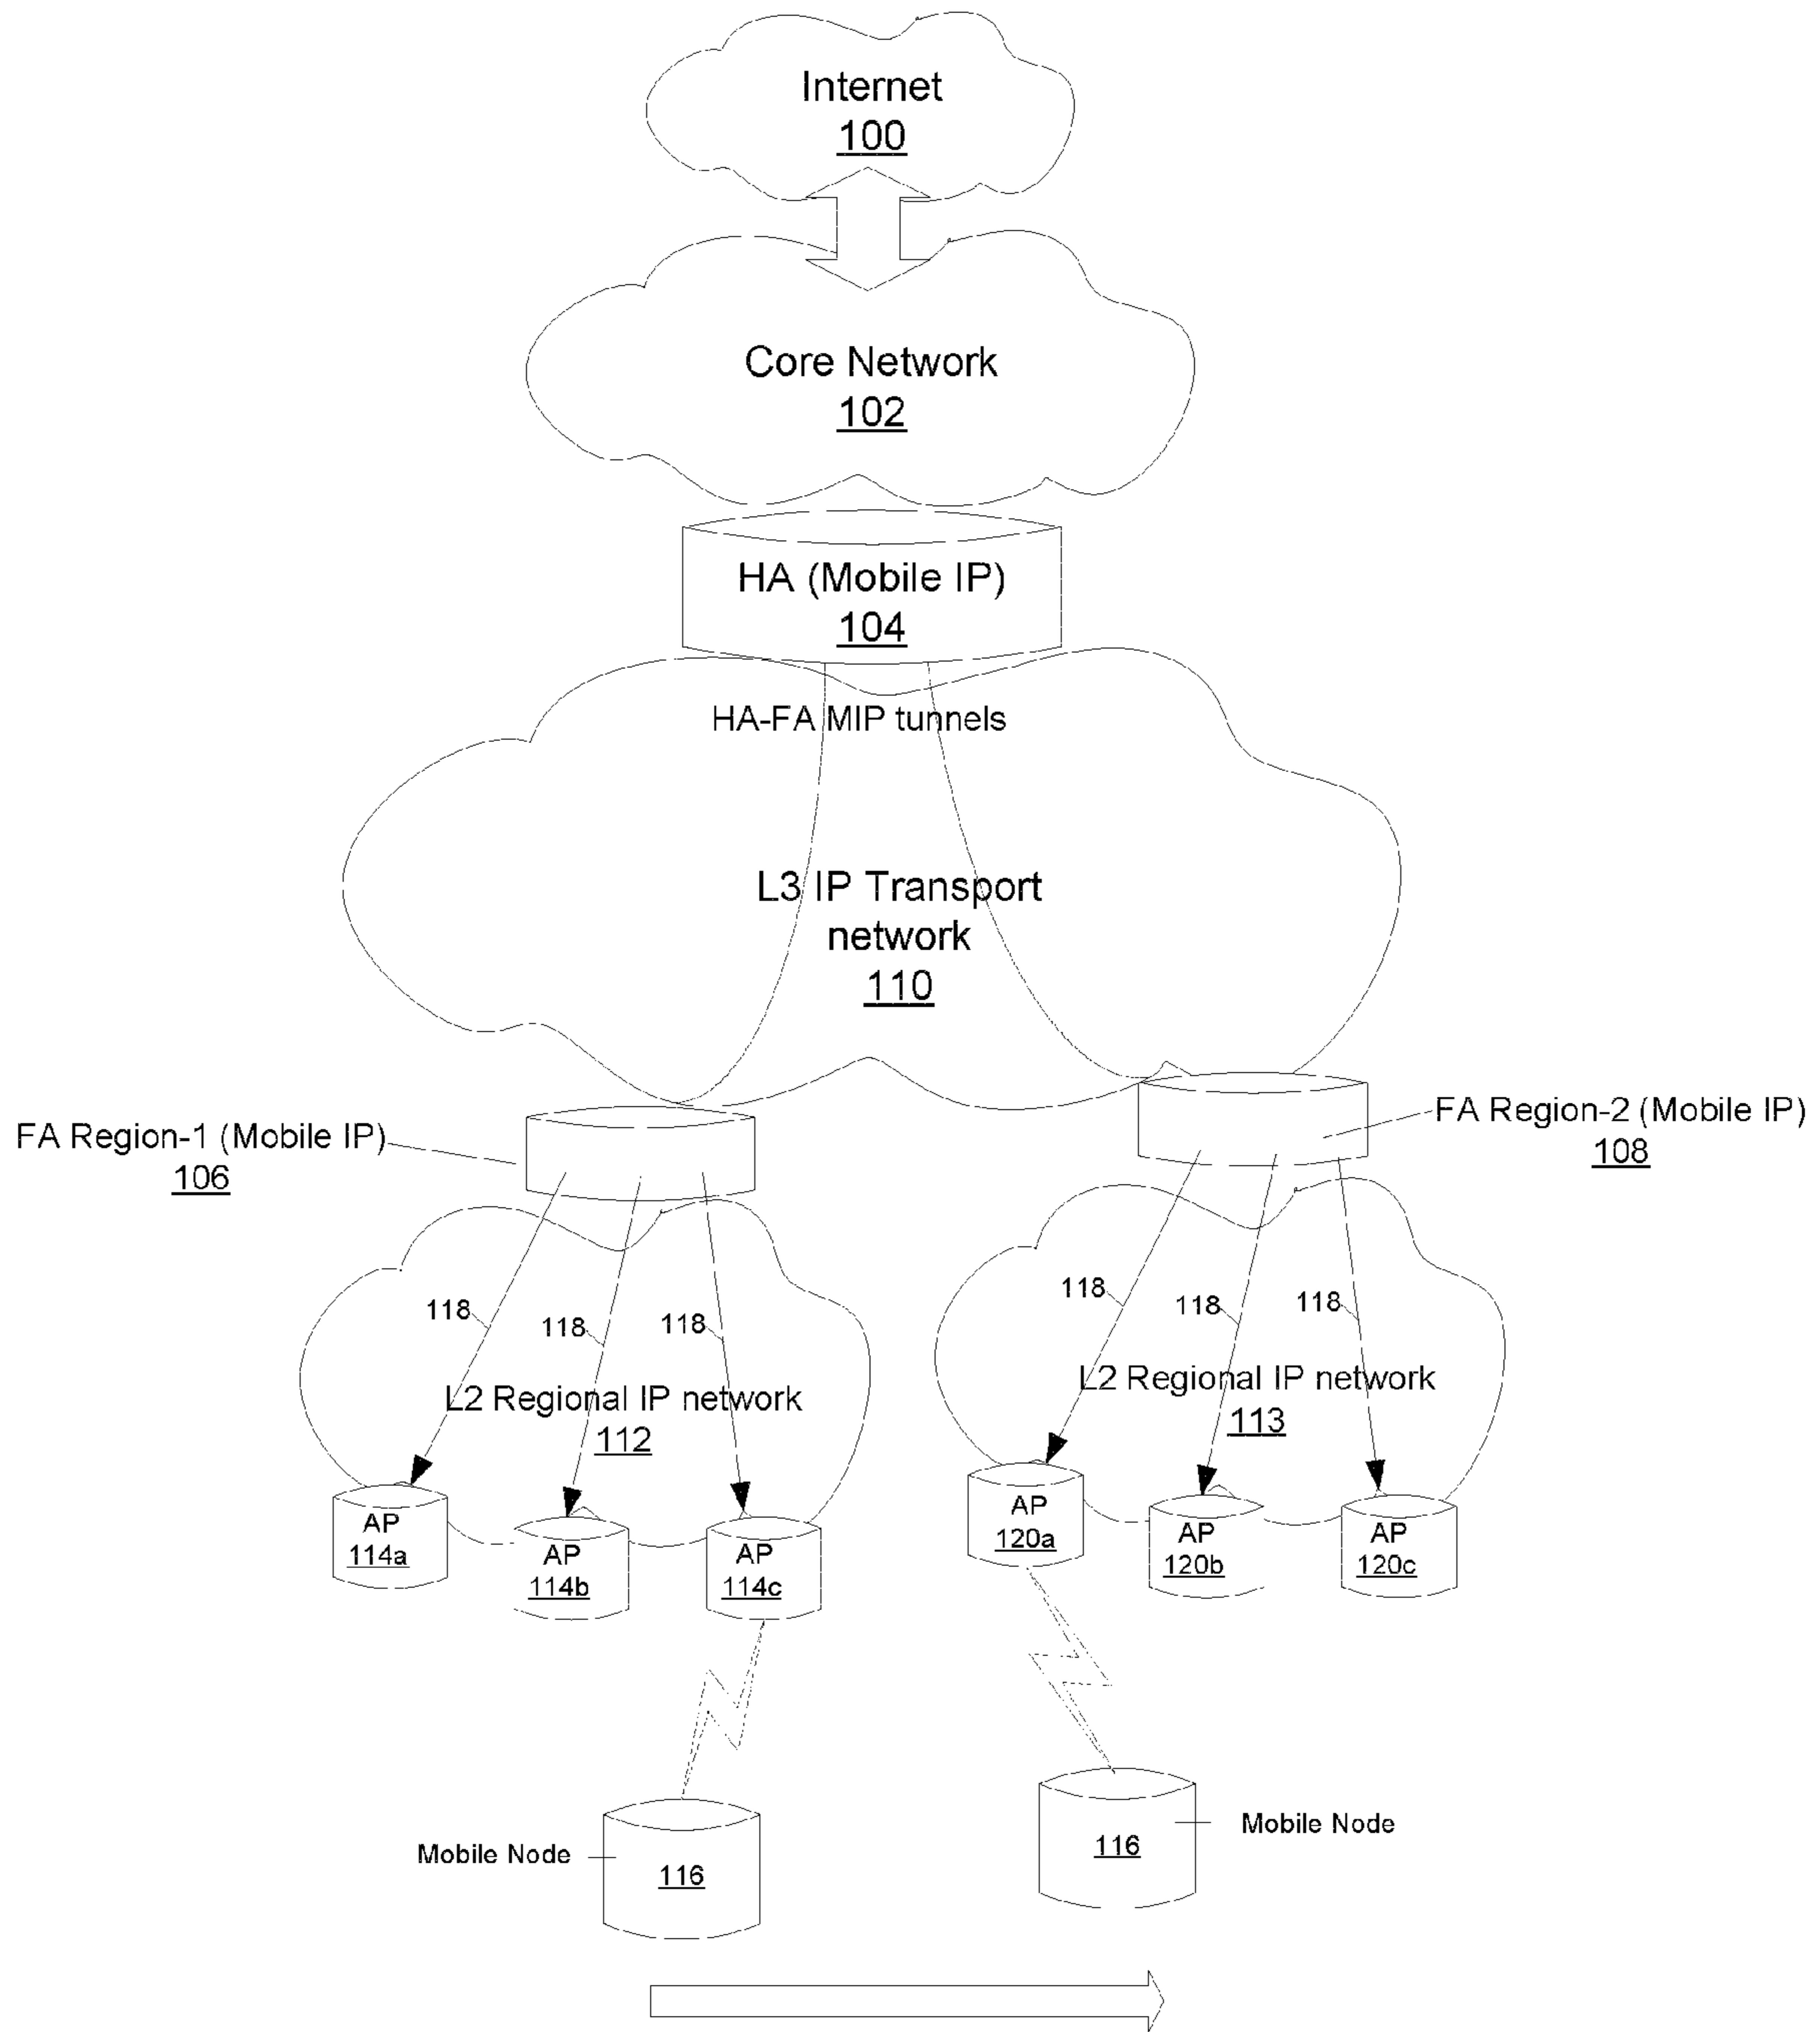 Internet
100
Core Network
102
HA (Mobile IP)
104
HA-FA MIP tunnels
L3 IP Transport
network
110
FA Region-1 (Mobile IP)
106
FA Region-2 (Mobile IP)
108
118
118
118
L2 Regional IP network
112
118
118
118
L2 Regional IP network
113
AP
114a
AP
114b
AP
114c
AP
120a
AP
120b
AP
120c
Mobile Node
116
116
Mobile Node